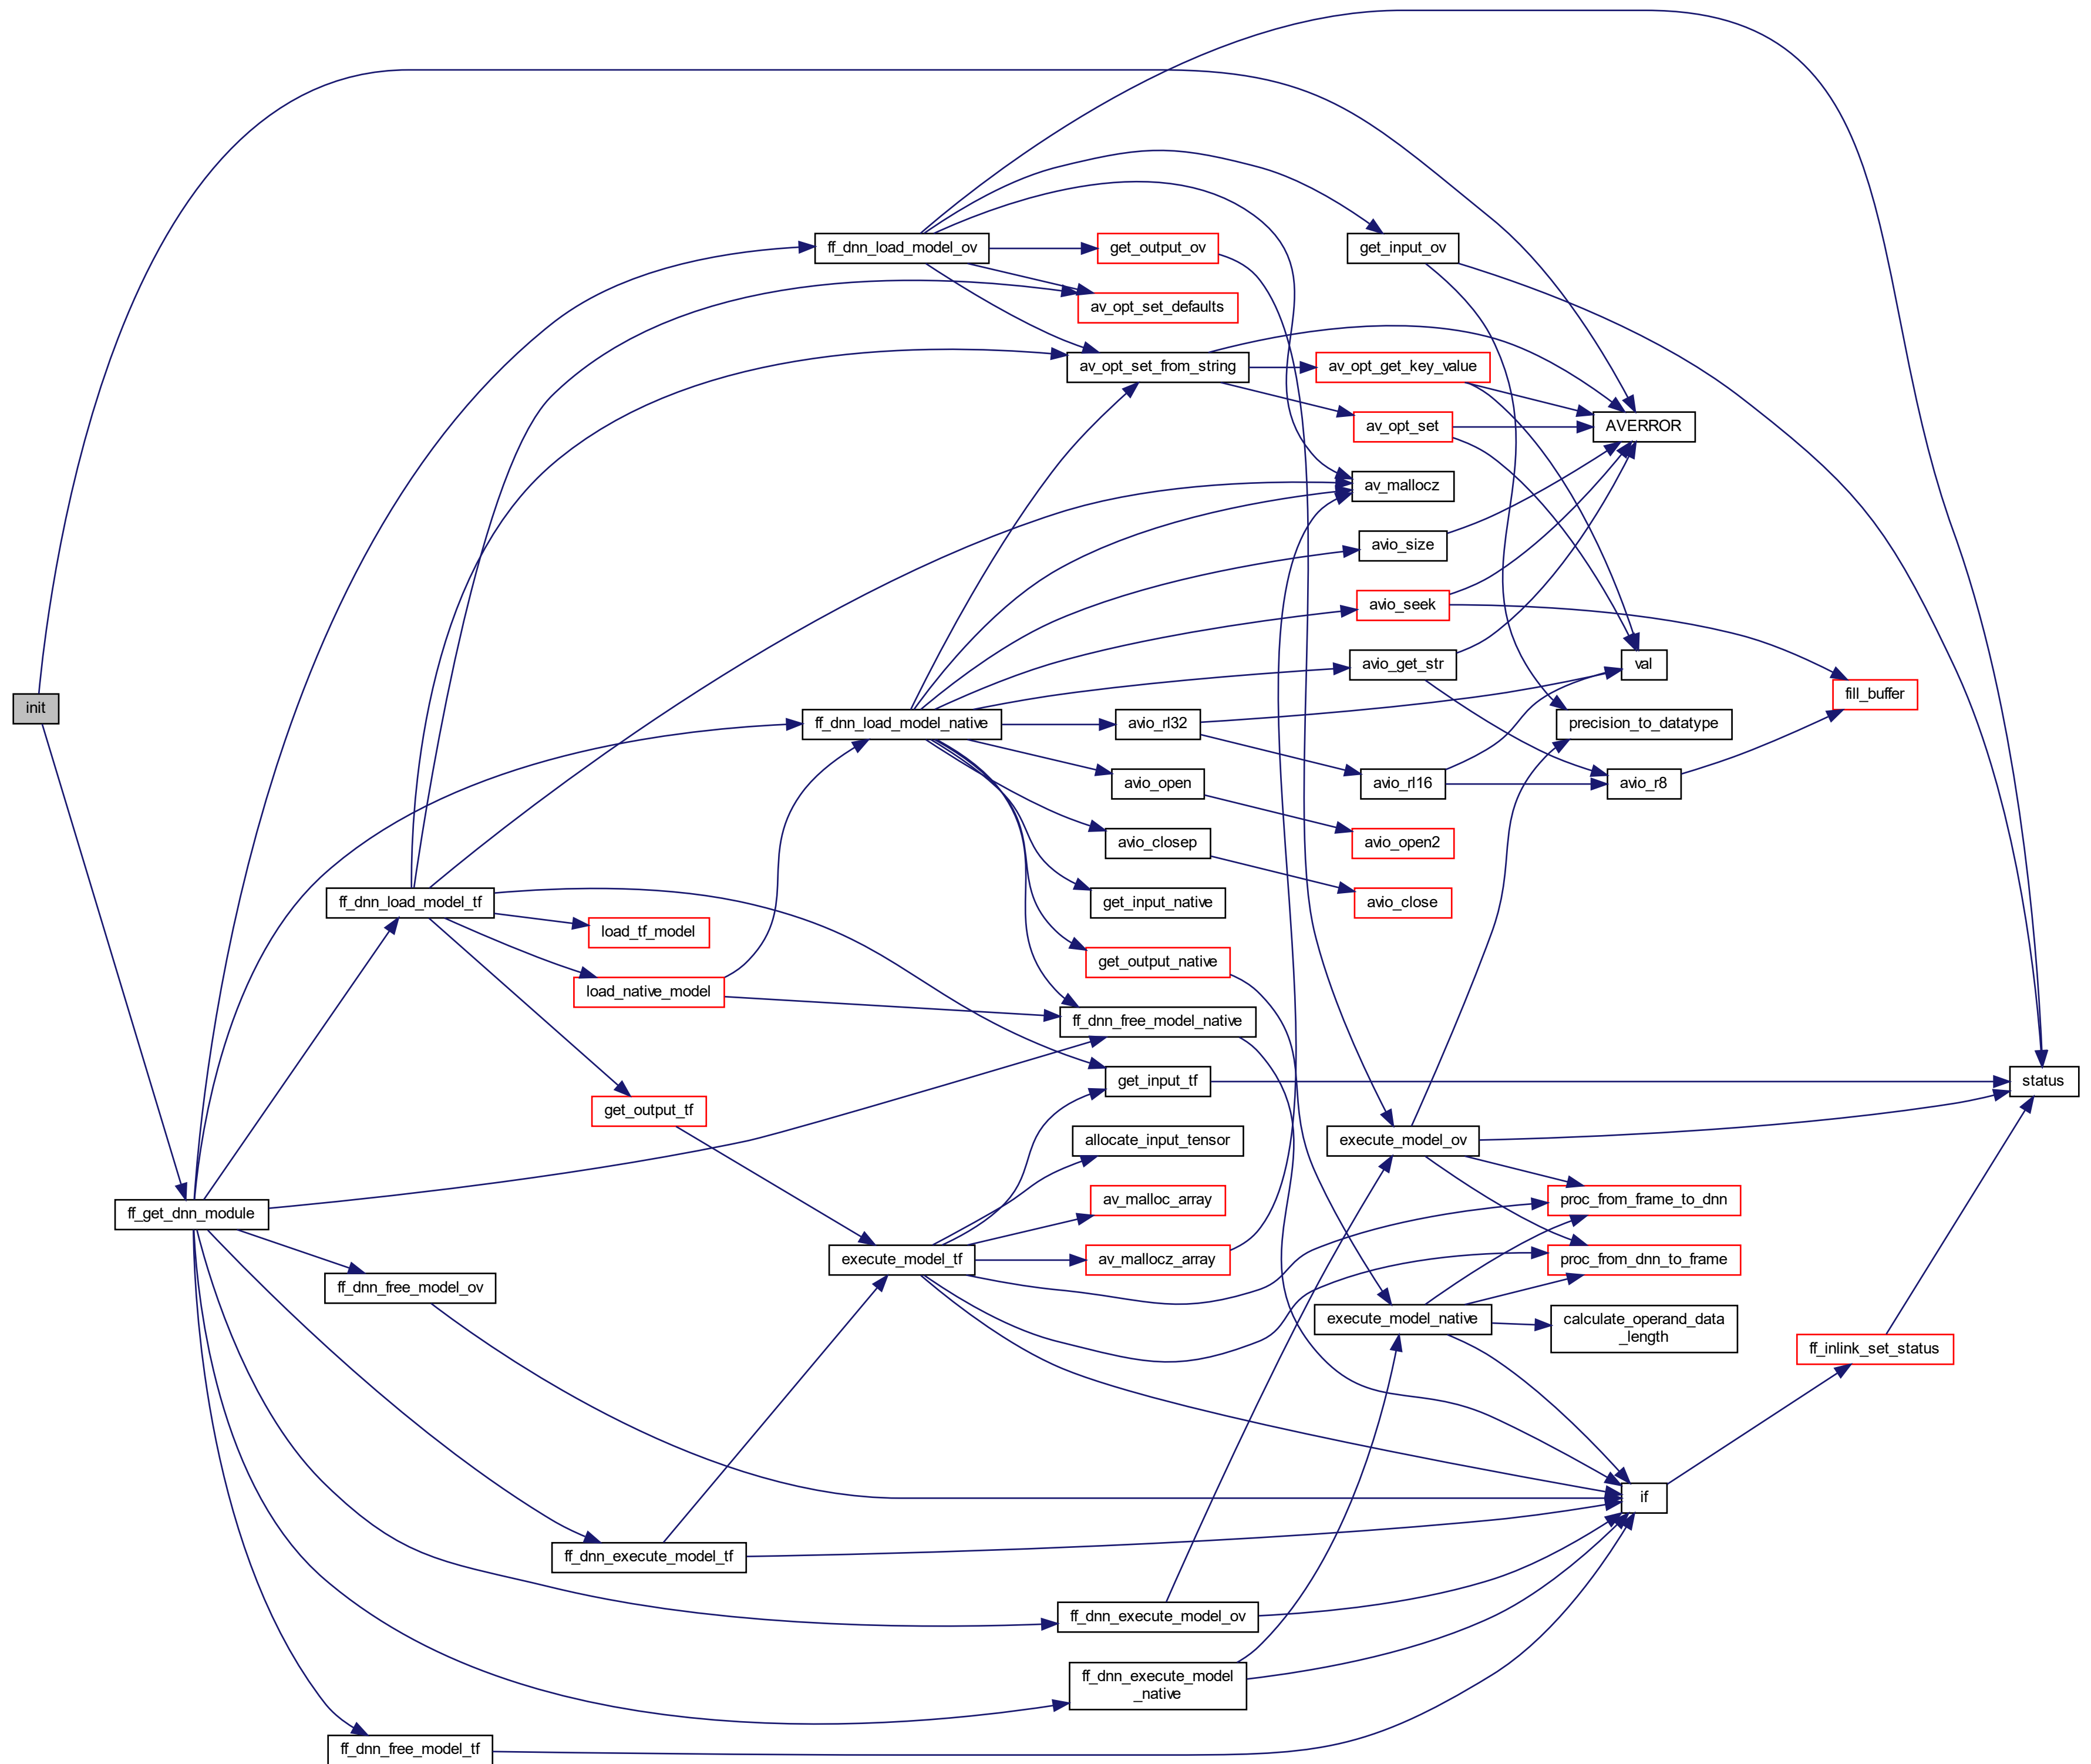 init
ff_get_dnn_module
ff_dnn_load_model_tf
ff_dnn_free_model_ov
ff_dnn_free_model_tf
load_tf_model
load_native_model
get_output_tf
ff_dnn_execute_model_tf
ff_dnn_load_model_ov
ff_dnn_load_model_native
execute_model_tf
get_output_ov
av_opt_set_defaults
av_opt_set_from_string
avio_rl32
avio_open
avio_closep
get_input_native
get_output_native
ff_dnn_free_model_native
get_input_tf
allocate_input_tensor
av_malloc_array
av_mallocz_array
ff_dnn_execute_model_ov
ff_dnn_execute_model
_native
get_input_ov
av_opt_get_key_value
av_opt_set
av_mallocz
avio_size
avio_seek
avio_get_str
avio_rl16
avio_open2
avio_close
execute_model_ov
execute_model_native
AVERROR
val
precision_to_datatype
avio_r8
proc_from_frame_to_dnn
proc_from_dnn_to_frame
calculate_operand_data
_length
if
fill_buffer
ff_inlink_set_status
status